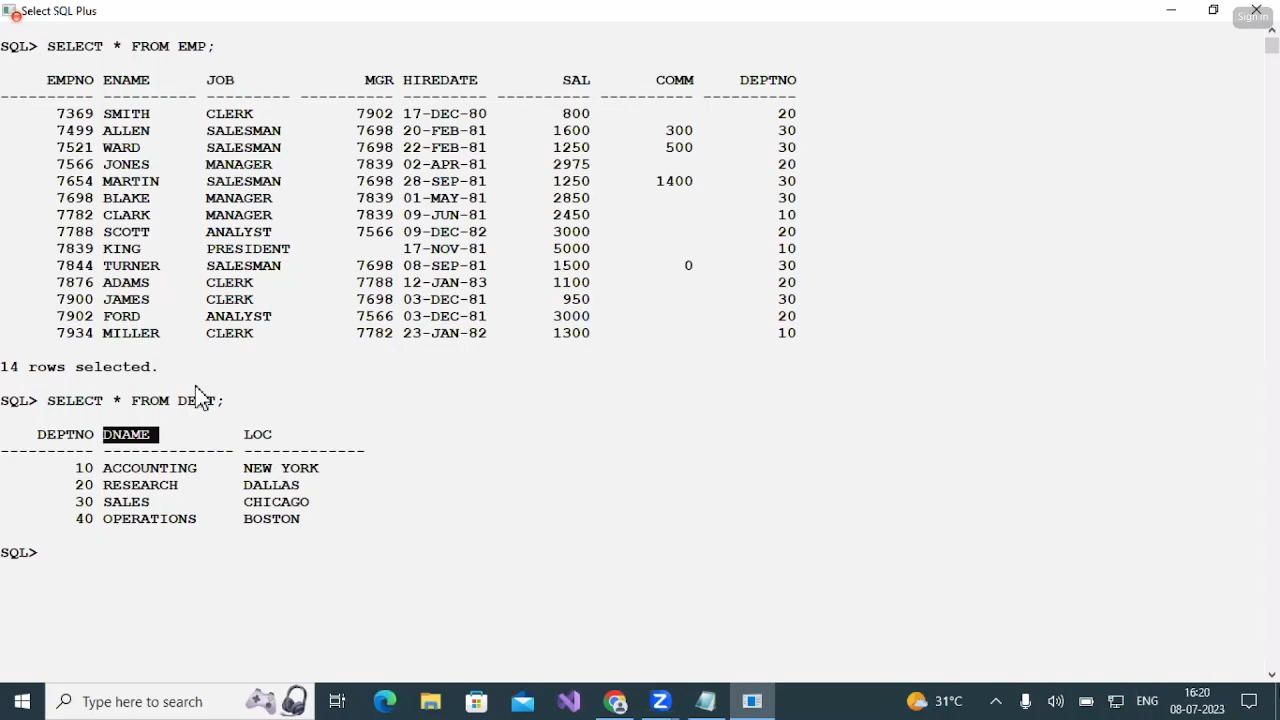 Select SQL Plus
Sign in
SQL> SELECT * FROM EMP;
EMPNO ENAME JOB MGR HIREDATE SAL COMM DEPTNO
---------- ---------- --------- ---------- --------- ---------- ---------- ----------
7369 SMITH CLERK 7902 17-DEC-80 800 20
7499 ALLEN SALESMAN 7698 20-FEB-81 1600 300 30
7521 WARD SALESMAN 7698 22-FEB-81 1250 500 30
7566 JONES MANAGER 7839 02-APR-81 2975 20
7654 MARTIN SALESMAN 7698 28-SEP-81 1250 1400 30
7698 BLAKE MANAGER 7839 01-MAY-81 2850 30
7782 CLARK MANAGER 7839 09-JUN-81 2450 10
7788 SCOTT ANALYST 7566 09-DEC-82 3000 20
7839 KING PRESIDENT 17-NOV-81 5000 10
7844 TURNER SALESMAN 7698 08-SEP-81 1500 0 30
7876 ADAMS CLERK 7788 12-JAN-83 1100 20
7900 JAMES CLERK 7698 03-DEC-81 950 30
7902 FORD ANALYST 7566 03-DEC-81 3000 20
7934 MILLER CLERK 7782 23-JAN-82 1300 10
14 rows selected.
SQL> SELECT * FROM DEPT;
DEPTNO DNAME LOC
---------- -------------- -------------
10 ACCOUNTING NEW YORK
20 RESEARCH DALLAS
30 SALES CHICAGO
40 OPERATIONS BOSTON
SQL>
Type here to search
31°C
ENG
16:20
08-07-2023